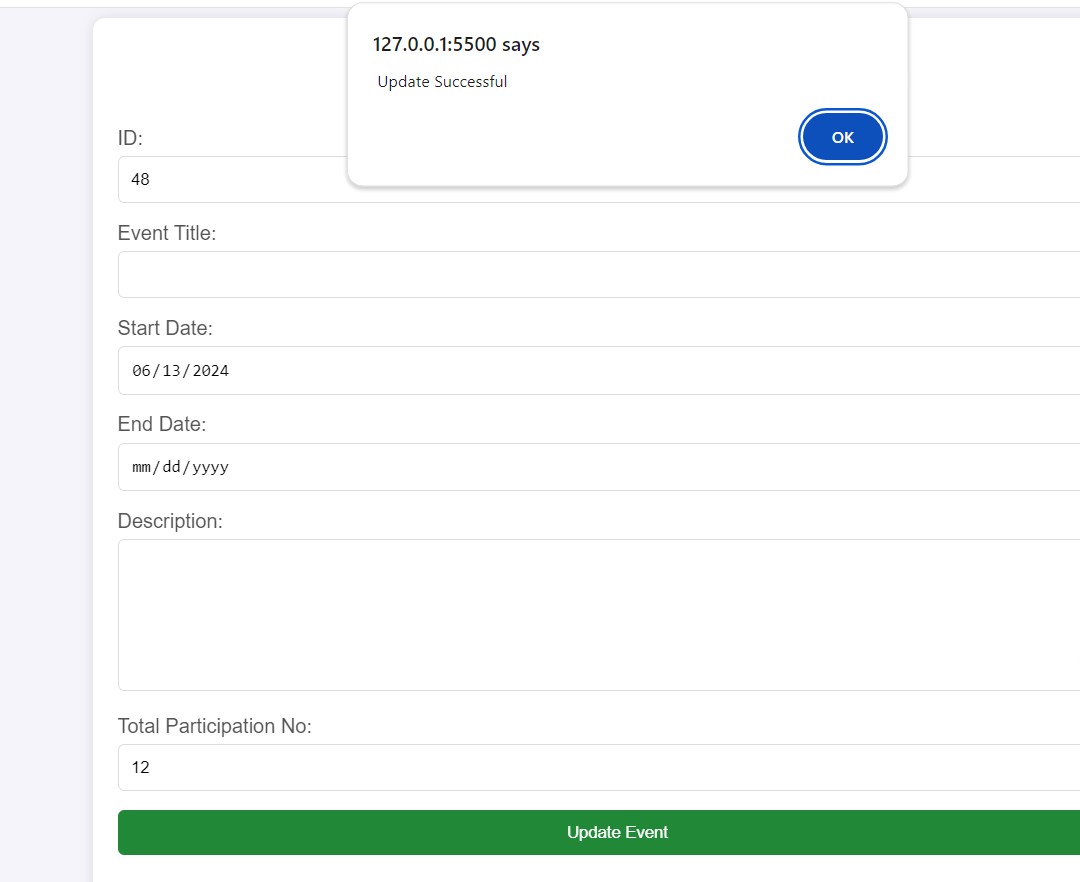 127.0.0.1:5500 says
Update Successful
OK
ID:
48
Event Title:
Start Date:
06/13/2024
End Date:
mm/dd/yyyy
Description:
Total Participation No:
12
Update Event